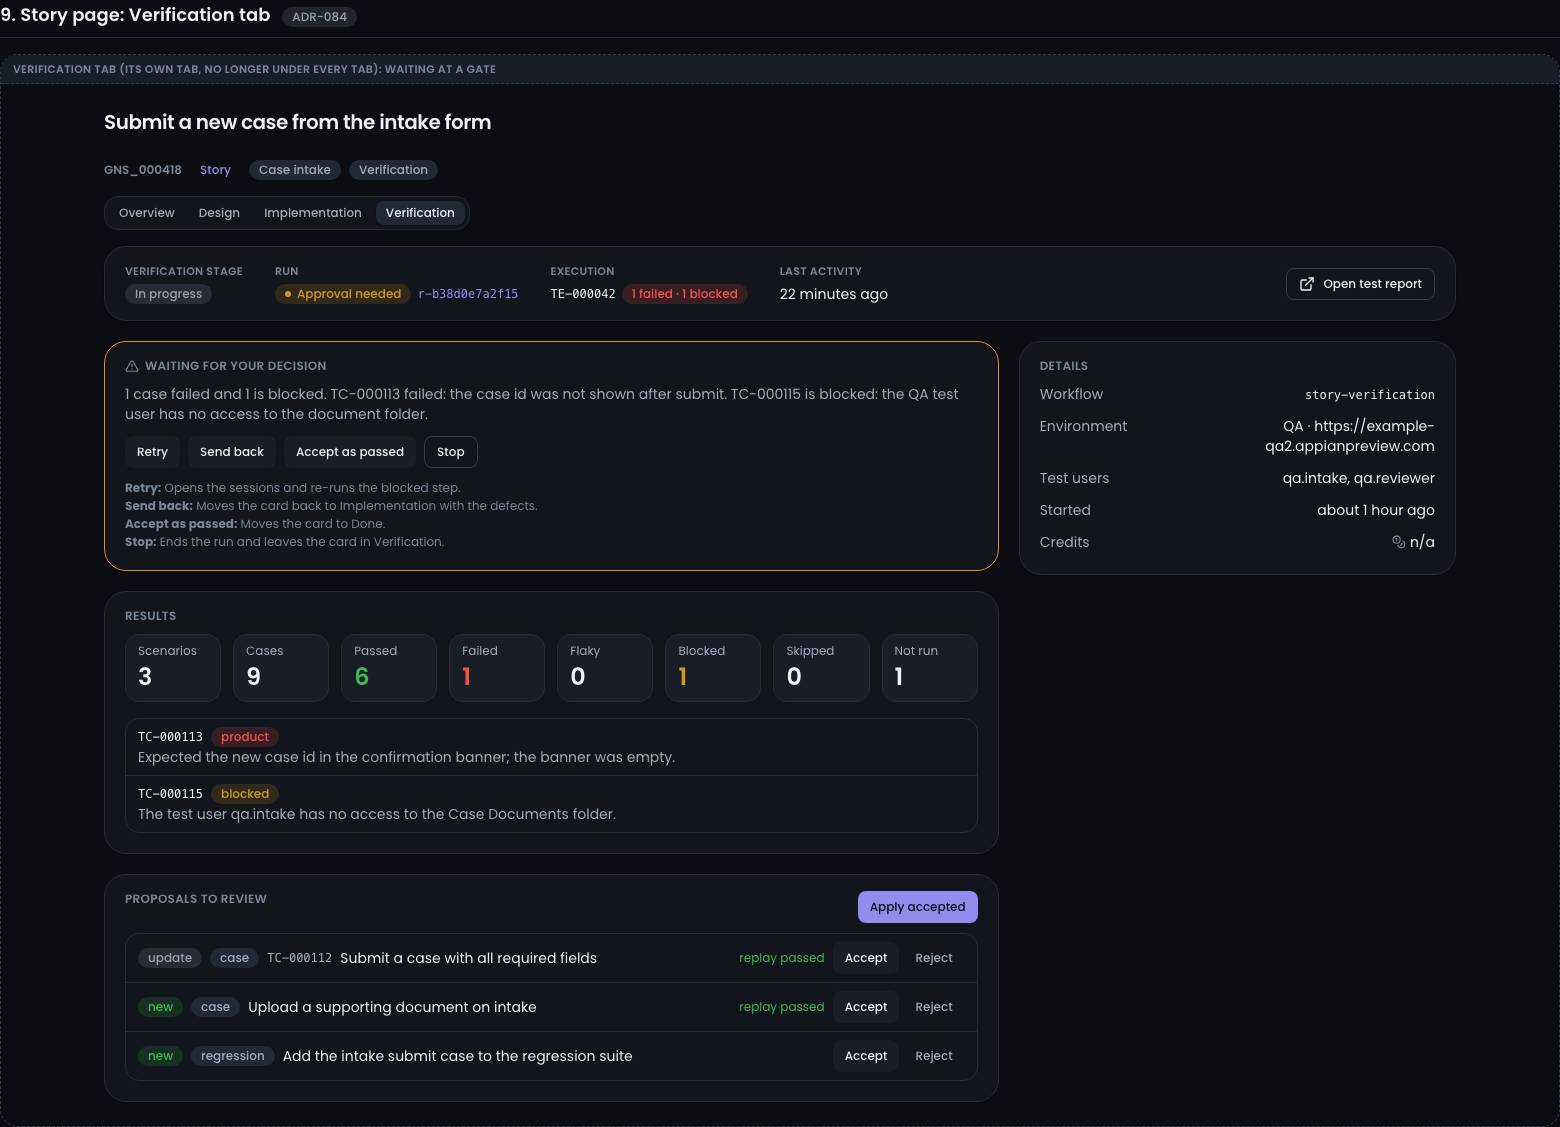 9. Story page: Verification tab ADR-084
VERIFICATION TAB (ITS OWN TAB, NO LONGER UNDER EVERY TAB): WAITING AT A GATE
Submit a new case from the intake form
GNS_000418 Story Case intake Verification
Overview Design Implementation Verification
VERIFICATION STAGE RUN EXECUTION LAST ACTIVITY
In progress Approval needed r-b38d0e7a2f15 TE-000042 1 failed · 1 blocked 22 minutes ago Open test report
WAITING FOR YOUR DECISION
1 case failed and 1 is blocked. TC-000113 failed: the case id was not shown after submit. TC-000115 is blocked: the QA test
user has no access to the document folder.
Retry Send back Accept as passed Stop
Retry: Opens the sessions and re-runs the blocked step.
Send back: Moves the card back to Implementation with the defects.
Accept as passed: Moves the card to Done.
Stop: Ends the run and leaves the card in Verification.
DETAILS
Workflow story-verification
Environment QA · https://example-
qa2.appianpreview.com
Test users qa.intake, qa.reviewer
Started about 1 hour ago
Credits n/a
RESULTS
Scenarios Cases Passed Failed Flaky Blocked Skipped Not run
3 9 6 1 0 1 0 1
TC-000113 product
Expected the new case id in the confirmation banner; the banner was empty.
TC-000115 blocked
The test user qa.intake has no access to the Case Documents folder.
PROPOSALS TO REVIEW Apply accepted
update case TC-000112 Submit a case with all required fields replay passed Accept Reject
new case Upload a supporting document on intake replay passed Accept Reject
new regression Add the intake submit case to the regression suite Accept Reject